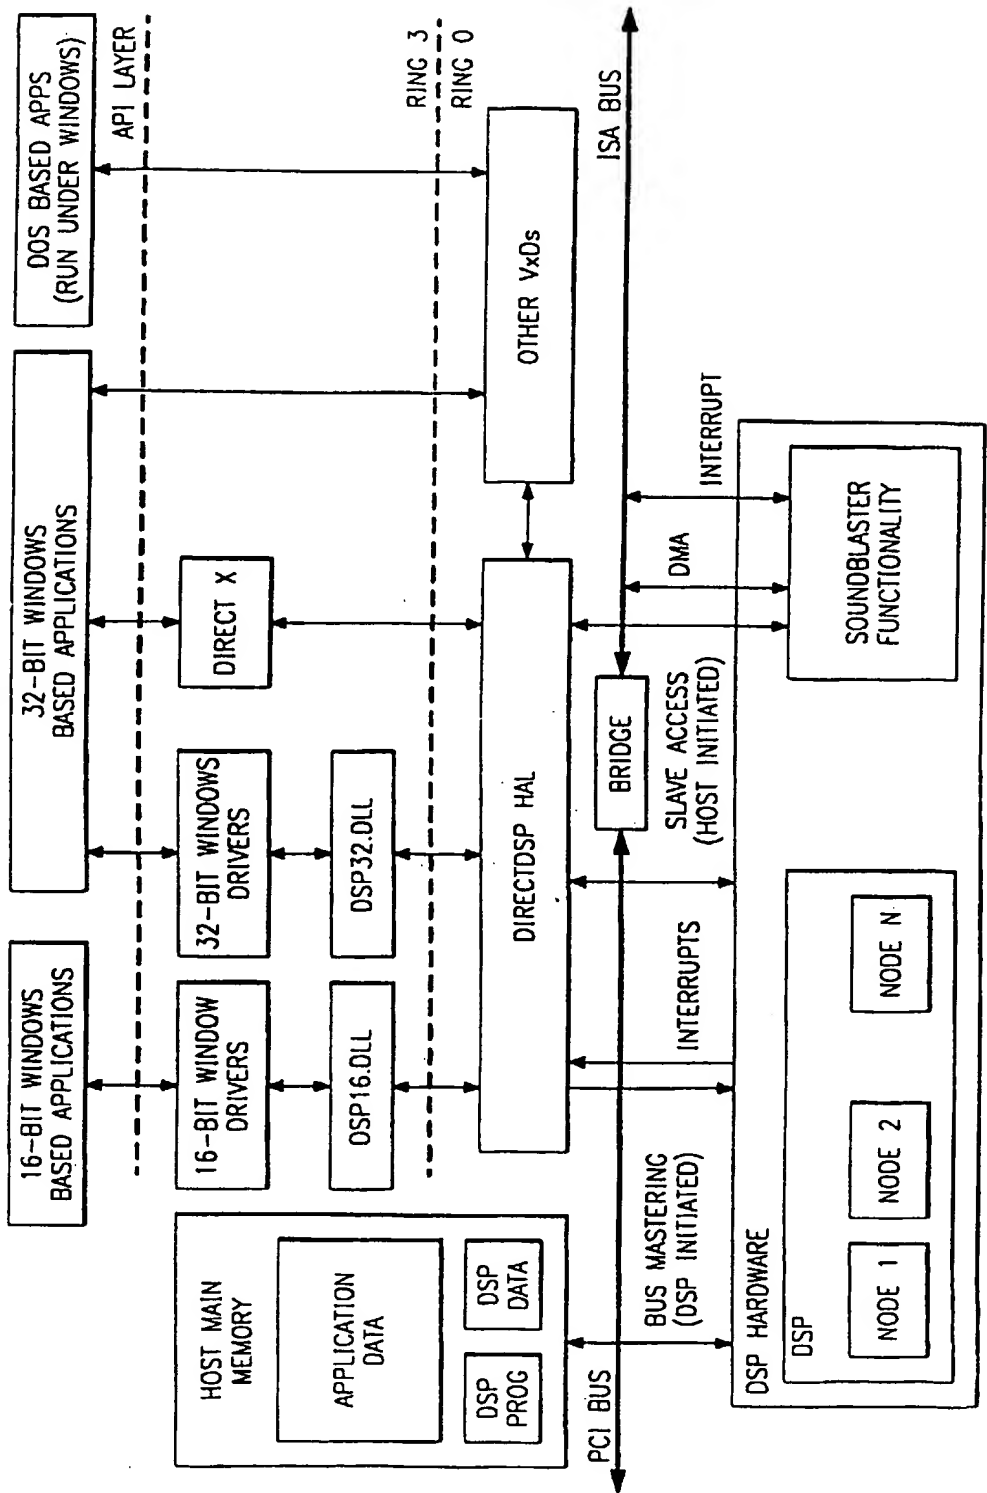 16-BIT WINDOWS
BASED APPLICATIONS
32-BIT WINDOWS
BASED APPLICATIONS
DOS BASED APPS
(RUN UNDER WINDOWS)
API LAYER
HOST MAIN
MEMORY
APPLICATION
DATA
DSP
PROG
DSP
DATA
16-BIT WINDOW
DRIVERS
32-BIT WINDOWS
DRIVERS
DIRECT X
OSP16.DLL
DSP32.DLL
RING 3
RING 0
DIRECTDSP HAL
OTHER VxDs
PCI BUS
BRIDGE
ISA BUS
BUS MASTERING
(DSP INITIATED)
INTERRUPTS
SLAVE ACCESS
(HOST INITIATED)
DMA
INTERRUPT
DSP HARDWARE
DSP
NODE 1
NODE 2
NODE N
SOUNDBLASTER
FUNCTIONALITY